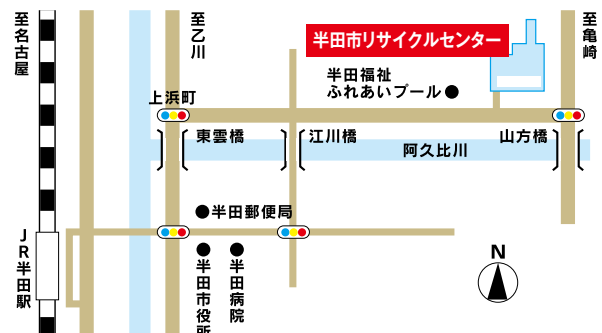 至名古屋
至乙川
半田市リサイクルセンター
至亀崎
半田福祉
ふれあいプール
上浜町
東雲橋
江川橋
山方橋
阿久比川
半田郵便局
JR半田駅
半田市役所
半田病院
N